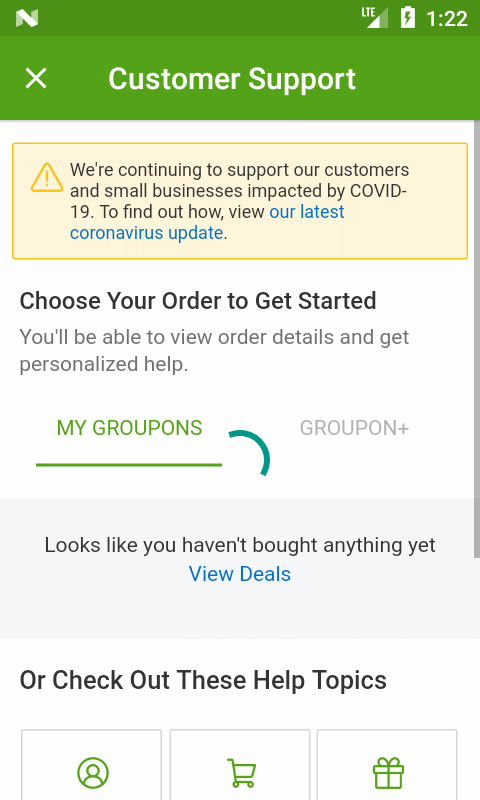 LTE 1:22
Customer Support
We're continuing to support our customers
and small businesses impacted by COVID-
19. To find out how, view our latest
coronavirus update.
Choose Your Order to Get Started
You'll be able to view order details and get
personalized help.
MY GROUPONS GROUPON+
Looks like you haven't bought anything yet
View Deals
Or Check Out These Help Topics